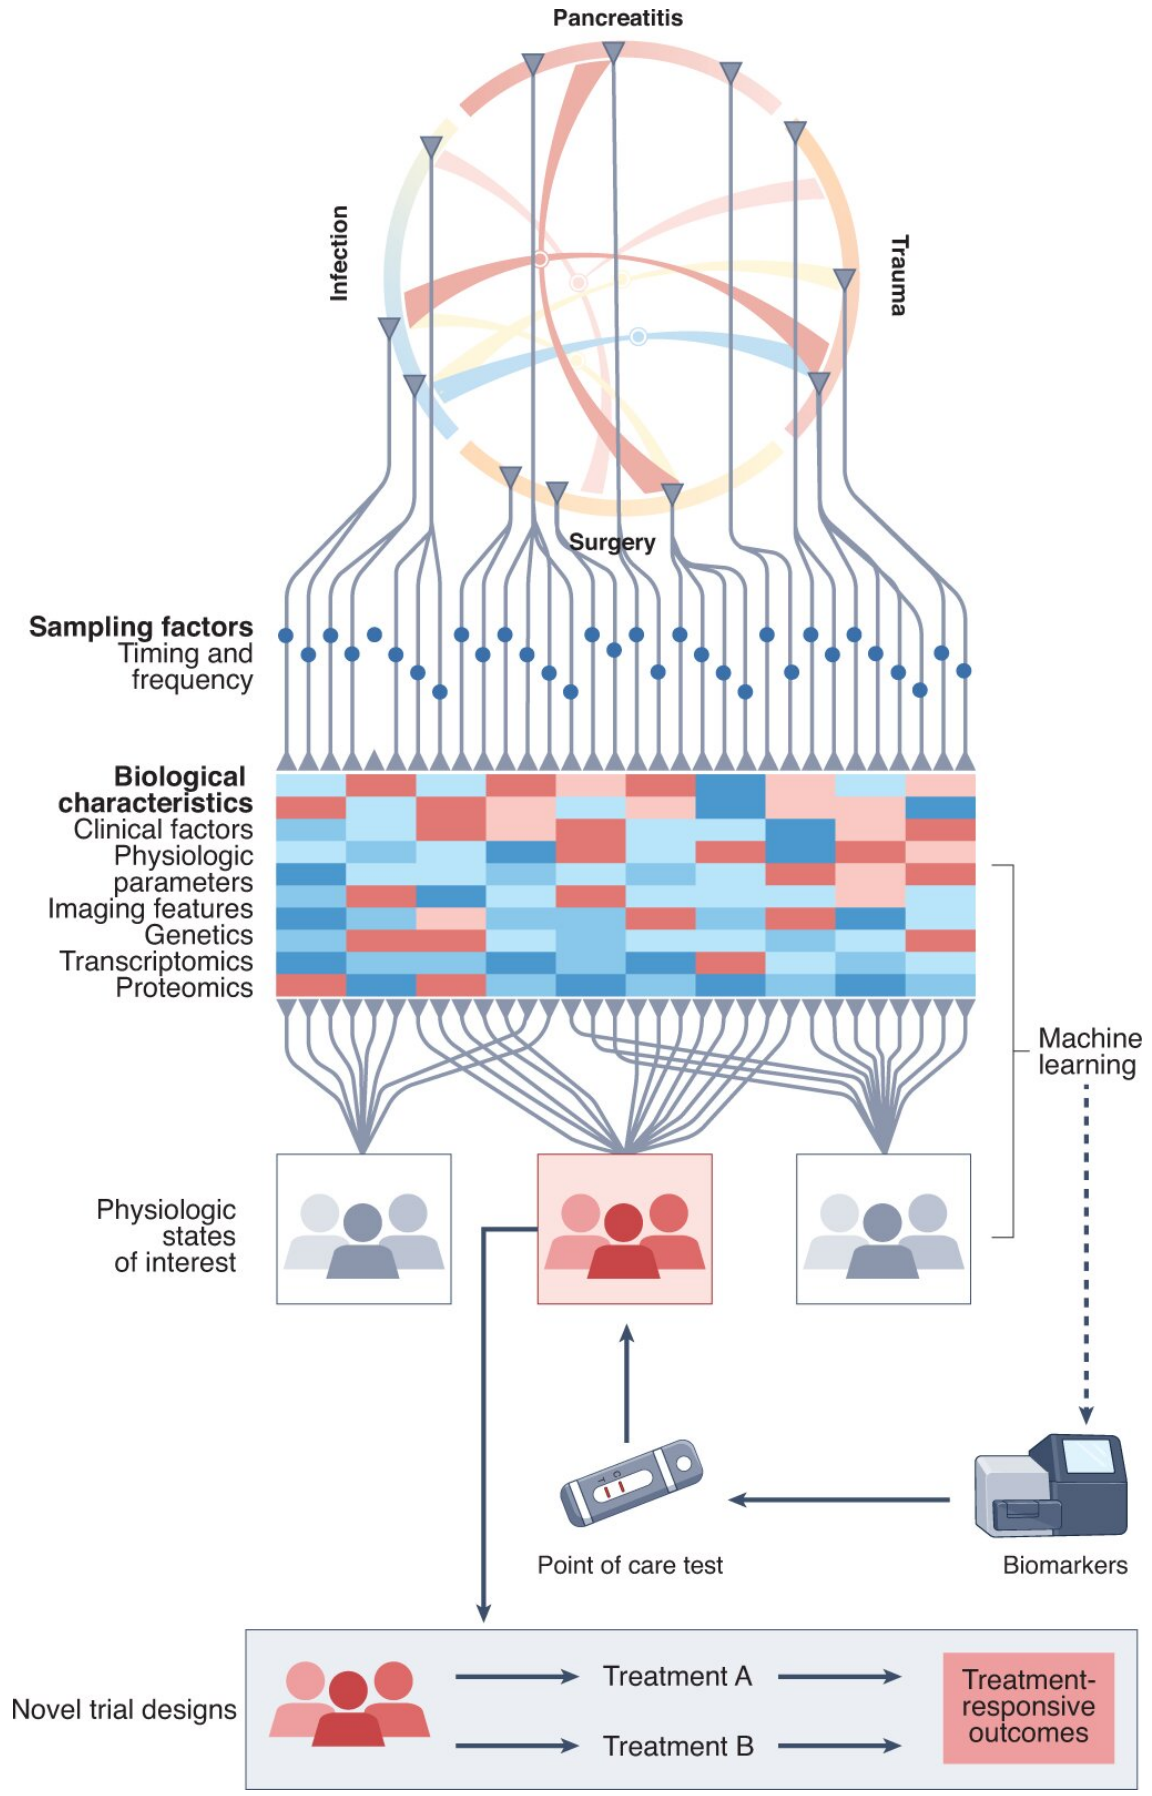 Pancreatitis
Infection
Trauma
Surgery
Sampling factors
Timing and
frequency
Biological
characteristics
Clinical factors
Physiologic
parameters
Imaging features
Genetics
Transcriptomics
Proteomics
Machine
learning
Physiologic
states
of interest
T C
Point of care test
Biomarkers
Novel trial designs
Treatment A
Treatment B
Treatment-
responsive
outcomes